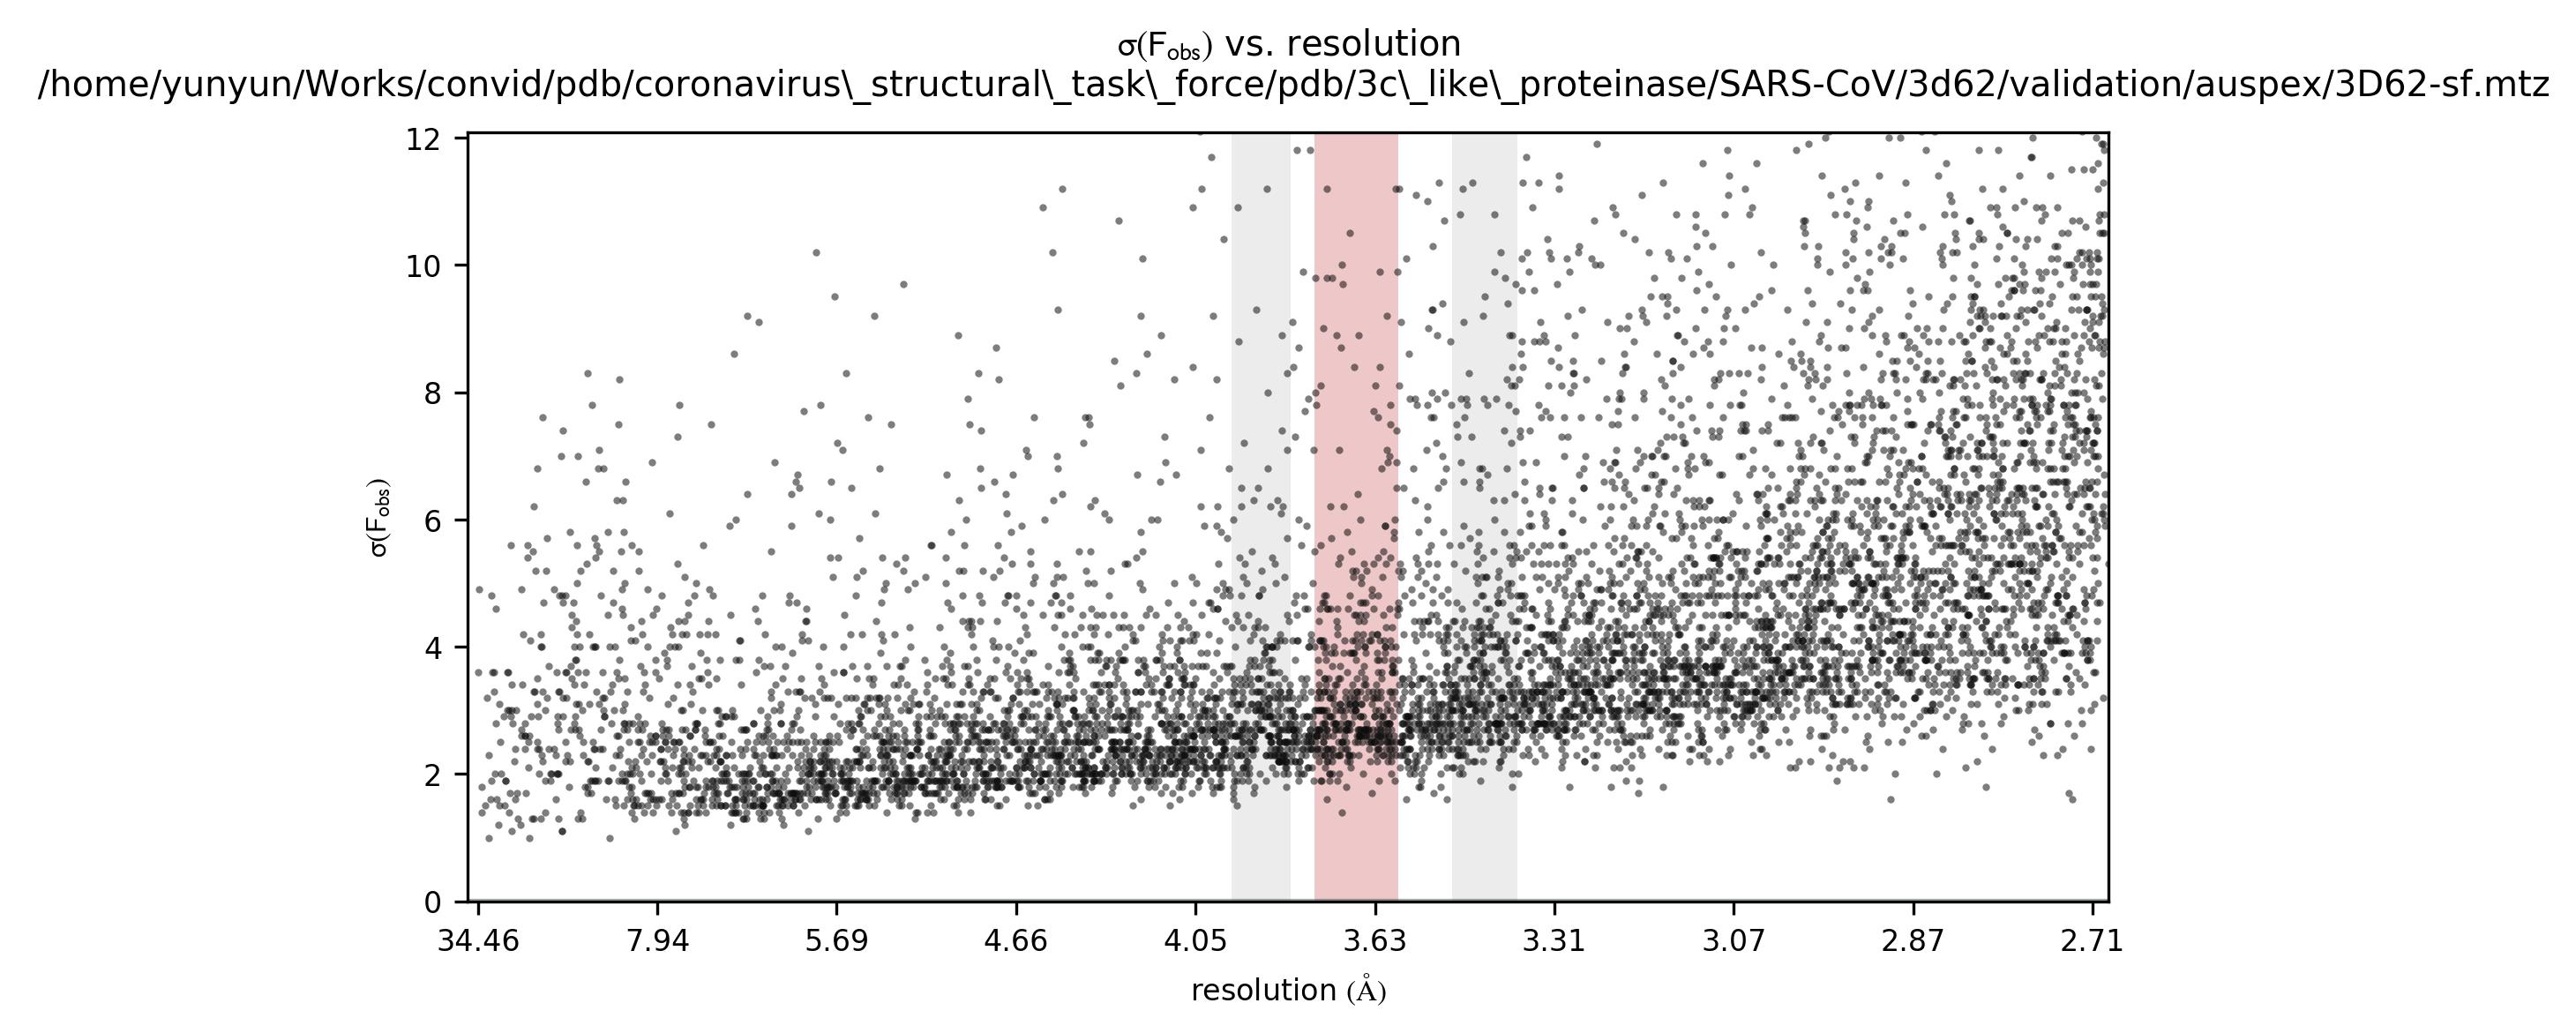 σ(F_obs) vs. resolution
/home/yunyun/Works/convid/pdb/coronavirus\_structural\_task\_force/pdb/3c\_like\_proteinase/SARS-CoV/3d62/validation/auspex/3D62-sf.mtz
12
10
8
6
4
2
0
σ(F_obs)
34.46 7.94 5.69 4.66 4.05 3.63 3.31 3.07 2.87 2.71
resolution (Å)